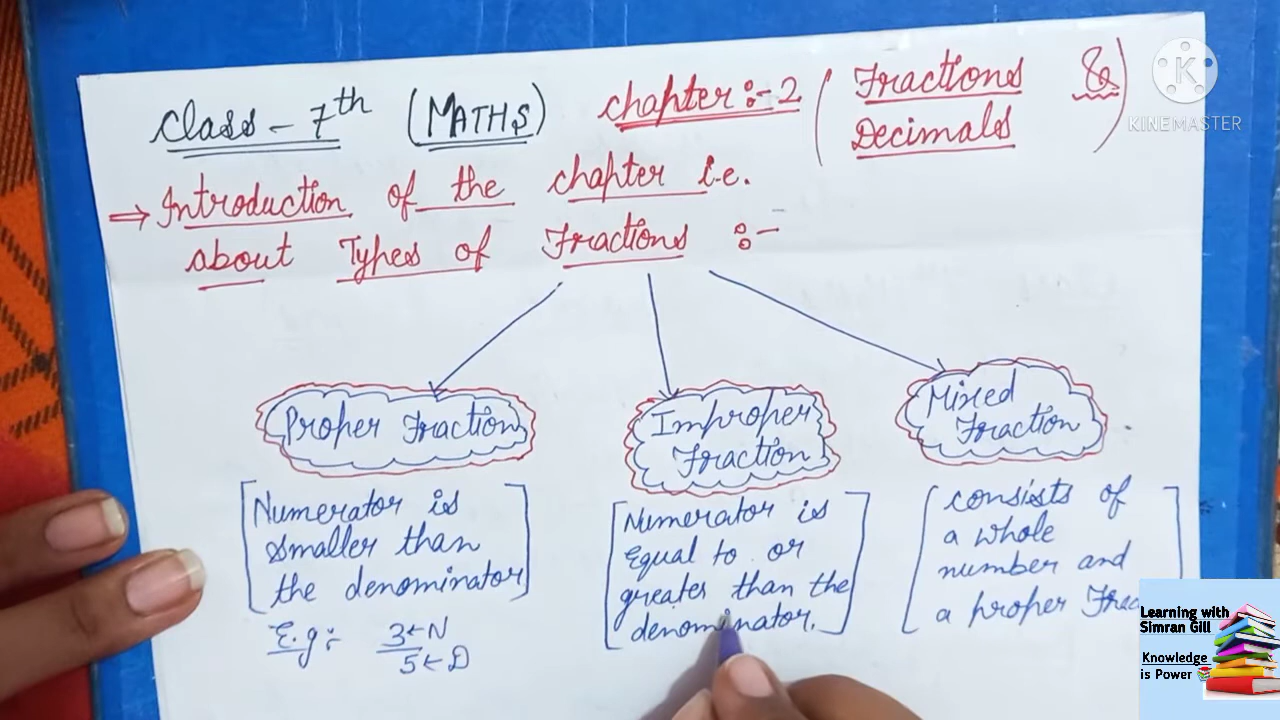 Class - 7th (MATHS) Chapter :- 2 (Fractions &
Decimals)
⇒ Introduction of the chapter i.e.
about Types of Fractions :-
Proper Fraction
Improper
Fraction
Mixed
Fraction
[Numerator is
smaller than
the denominator]
E.g :- 3 ← N
5 ← D
[Numerator is
Equal to or
greater than the
denominator.]
[consists of
a whole
number and
a proper
KINEMASTER
Learning with
Simran Gill
Knowledge
is Power